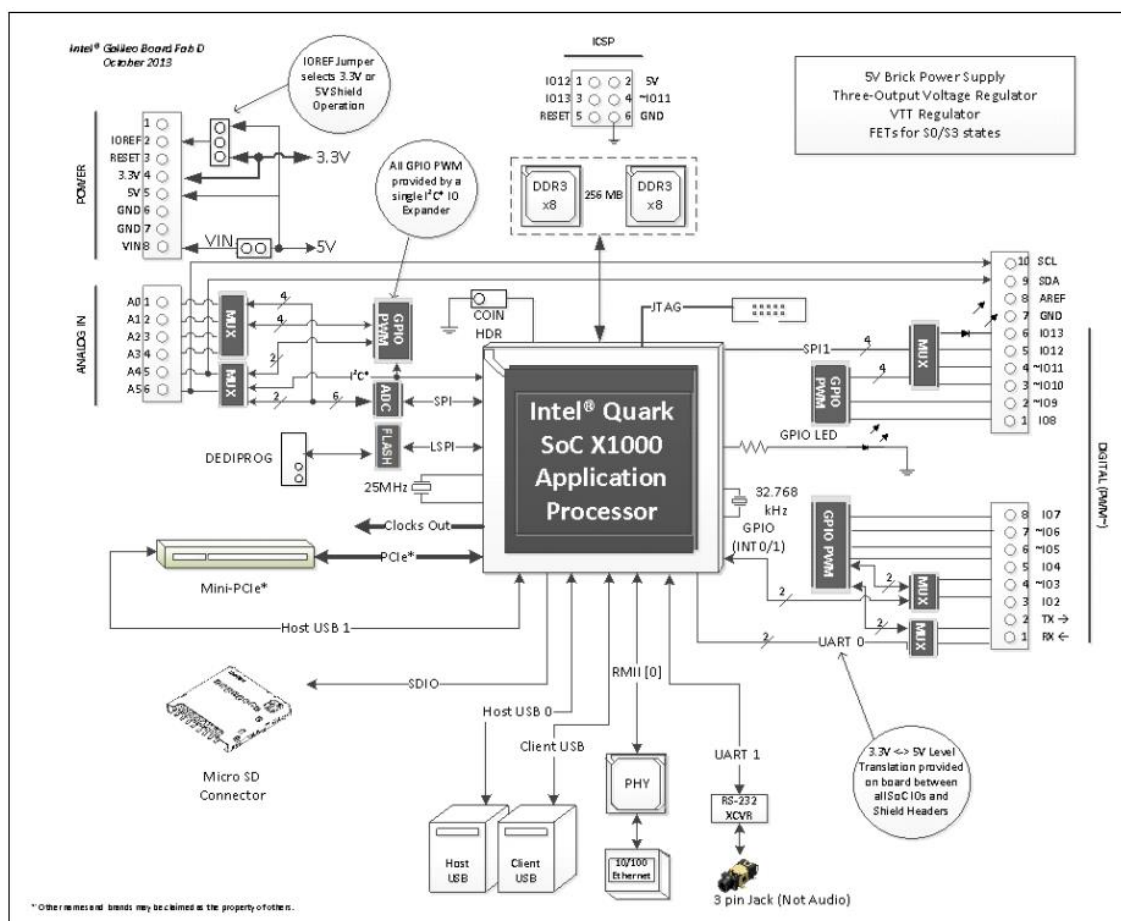 Intel® Galileo Board Fab D
October 2013
IOREF Jumper
selects 3.3V or
5V Shield
Operation
ICSP
IO12 1 2 5V
IO13 3 4 ~IO11
RESET 5 6 GND
5V Brick Power Supply
Three-Output Voltage Regulator
VTT Regulator
FETs for S0/S3 states
POWER
1
IOREF 2
RESET 3
3.3V 4
5V 5
GND 6
GND 7
VIN 8
3.3V
VIN
5V
All GPIO PWM
provided by a
single I²C* IO
Expander
DDR3
x8
256 MB
DDR3
x8
ANALOG IN
A0 1
A1 2
A2 3
A3 4
A4 5
A5 6
MUX
MUX
4
4
2
2
6
GPIO
PWM
I²C*
ADC
SPI
FLASH
LSPI
DEDIPROG
COIN
HDR
JTAG
25MHz
Clocks Out
PCIe*
Mini-PCIe*
Host USB 1
Intel® Quark
SoC X1000
Application
Processor
10 SCL
9 SDA
8 AREF
7 GND
6 IO13
5 IO12
4 ~IO11
3 ~IO10
2 ~IO9
1 IO8
SPI1
4
MUX
4
GPIO
PWM
GPIO LED
32.768
kHz
GPIO
(INT0/1)
DIGITAL (PWM~)
8 IO7
7 ~IO6
6 ~IO5
5 IO4
4 ~IO3
3 IO2
2 TX →
1 RX ←
GPIO PWM
2
2
MUX
2
MUX
2
UART 0
SDIO
Micro SD
Connector
Host USB 0
Client USB
RMII [0]
UART 1
PHY
RS-232
XCVR
Host
USB
Client
USB
10/100
Ethernet
3 pin Jack (Not Audio)
3.3V <-> 5V Level
Translation provided
on board between
all SoC IOs and
Shield Headers
* Other names and brands may be claimed as the property of others.